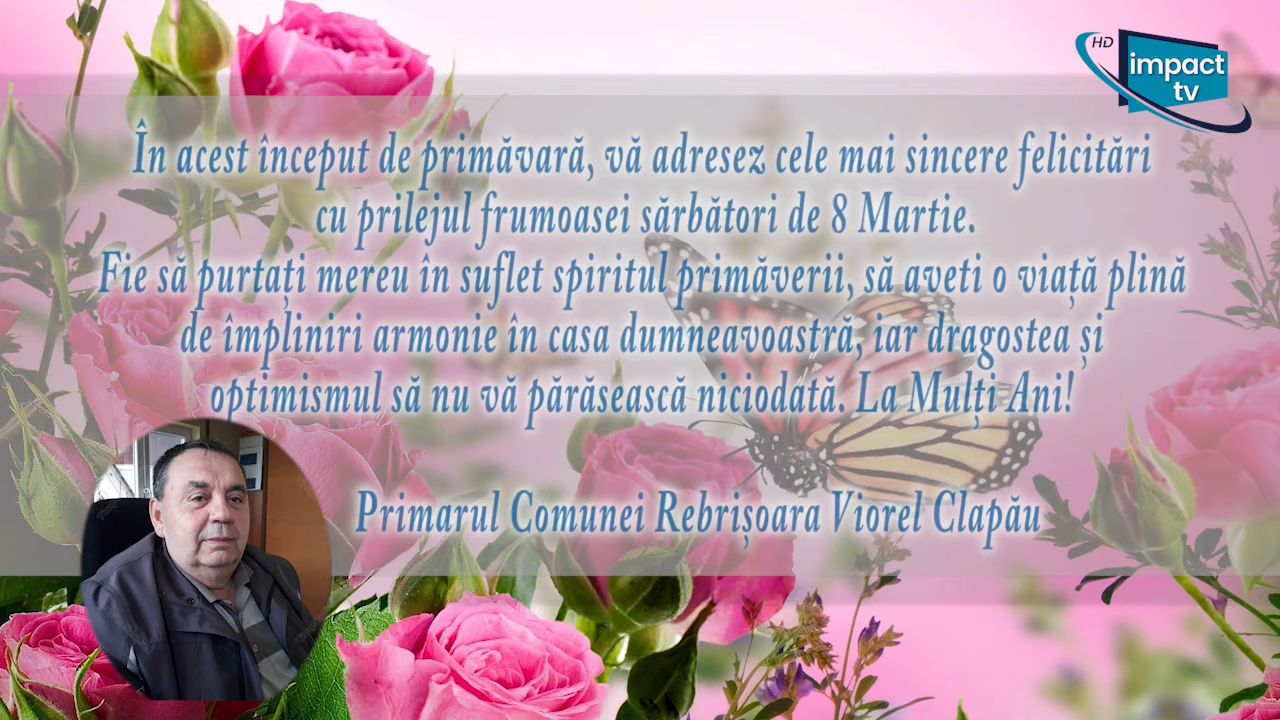 HD
impact
tv
În acest început de primăvară, vă adresez cele mai sincere felicitări
cu prilejul frumoasei sărbători de 8 Martie.
Fie să purtați mereu în suflet spiritul primăverii, să aveti o viață plină
de împliniri armonie în casa dumneavoastră, iar dragostea și
optimismul să nu vă părăsească niciodată. La Mulți Ani!
Primarul Comunei Rebrișoara Viorel Clapău